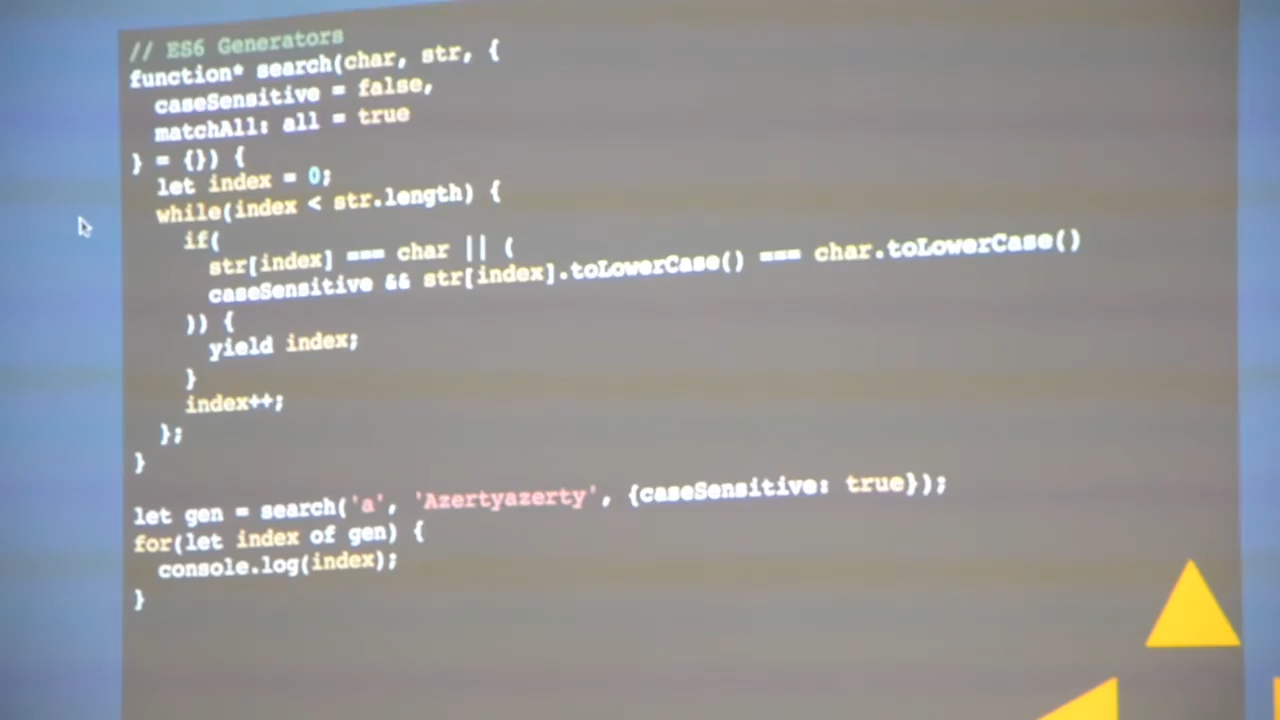 // ES6 Generators
function* search(char, str, {
  caseSensitive = false,
  matchAll: all = true
} = {}) {
  let index = 0;
  while(index < str.length) {
    if(
      str[index] === char || (
      caseSensitive && str[index].toLowerCase() === char.toLowerCase()
    )) {
      yield index;
    }
    index++;
  };
}
let gen = search('a', 'Azertyazerty', {caseSensitive: true});
for(let index of gen) {
  console.log(index);
}